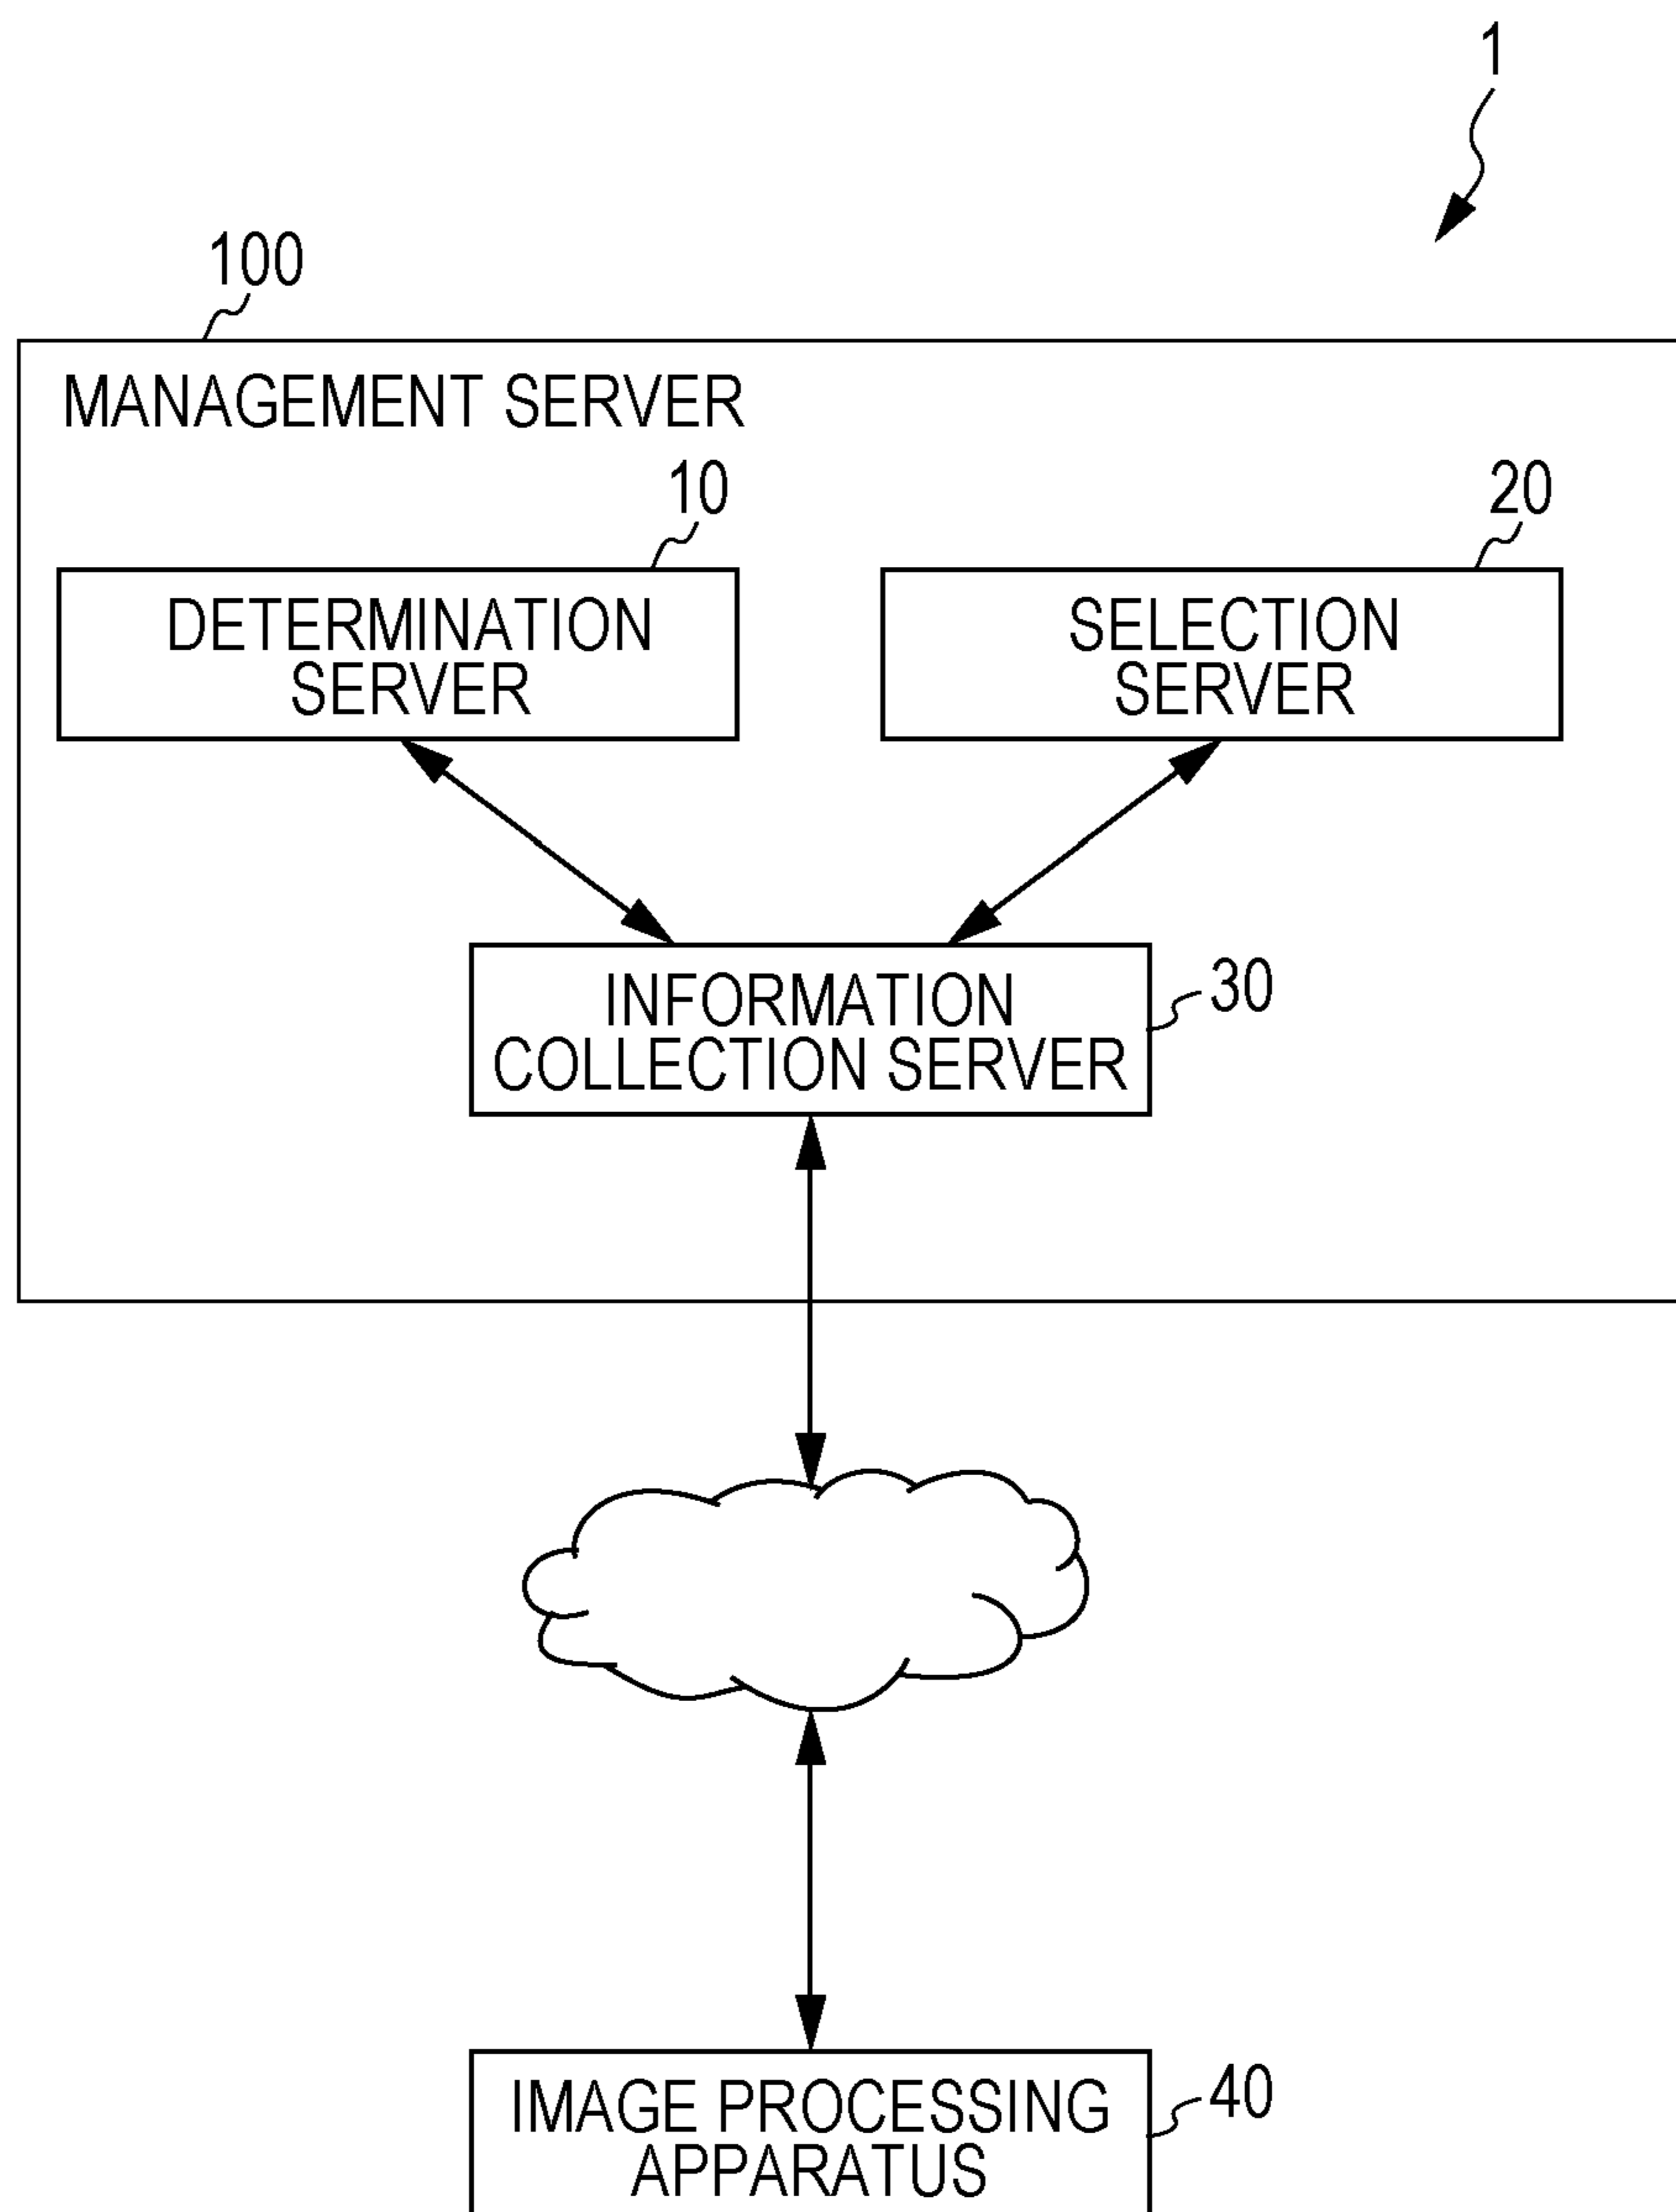 1
100
MANAGEMENT SERVER
10
20
DETERMINATION
SERVER
SELECTION
SERVER
INFORMATION
COLLECTION SERVER
30
IMAGE PROCESSING
APPARATUS
40